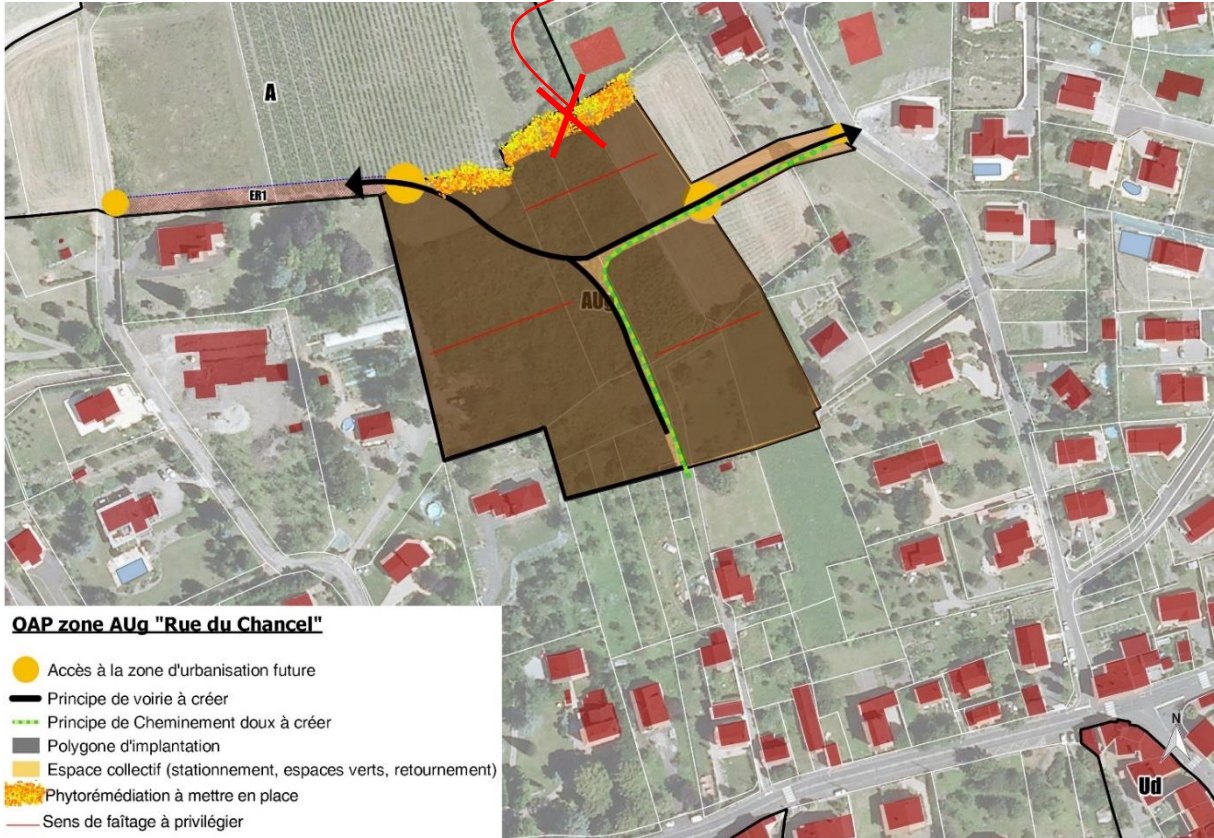 A
ER1
AUg
OAP zone AUg "Rue du Chancel"
Accès à la zone d'urbanisation future
Principe de voirie à créer
Principe de Cheminement doux à créer
Polygone d'implantation
Espace collectif (stationnement, espaces verts, retournement)
Phytorémédiation à mettre en place
Sens de faîtage à privilégier
N
Ud